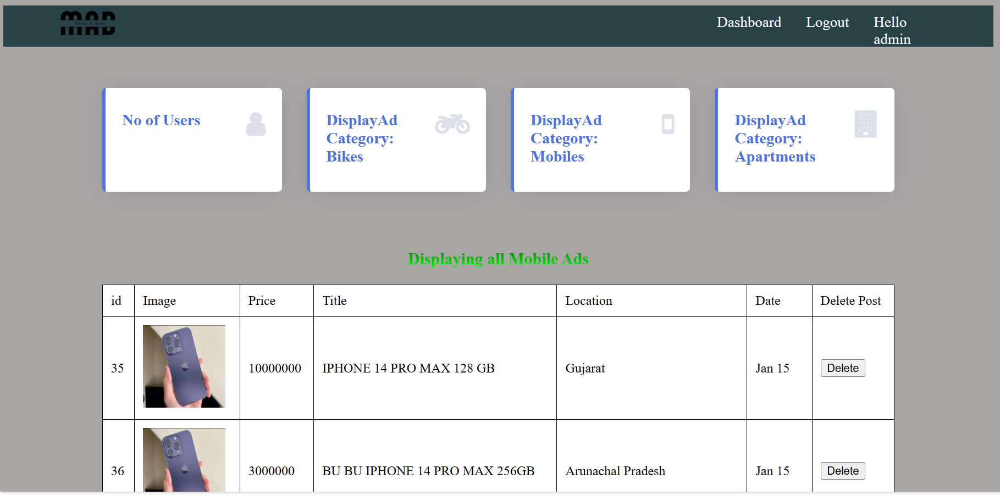 MAD
MAKE A DEAL
Dashboard Logout Hello
admin
No of Users
DisplayAd
Category:
Bikes
DisplayAd
Category:
Mobiles
DisplayAd
Category:
Apartments
Displaying all Mobile Ads
id Image Price Title Location Date Delete Post
35 10000000 IPHONE 14 PRO MAX 128 GB Gujarat Jan 15 Delete
36 3000000 BU BU IPHONE 14 PRO MAX 256GB Arunachal Pradesh Jan 15 Delete